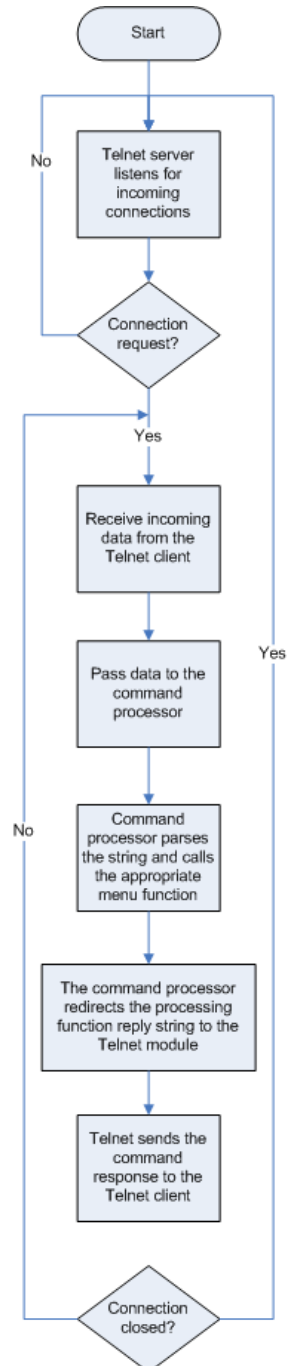 Start
No
Telnet server
listens for
incoming
connections
Connection
request?
Yes
Receive incoming
data from the
Telnet client
Yes
Pass data to the
command
processor
No
Command
processor parses
the string and calls
the appropriate
menu function
The command processor
redirects the processing
function reply string to the
Telnet module
Telnet sends the
command
response to the
Telnet client
Connection
closed?